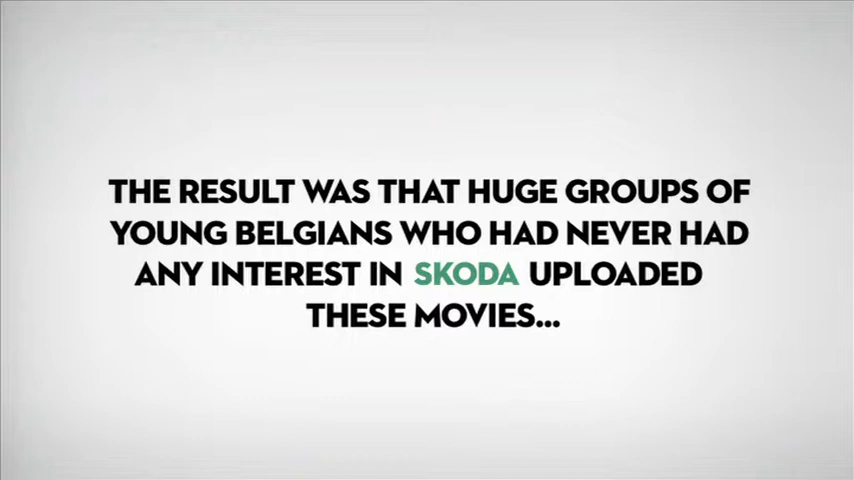 THE RESULT WAS THAT HUGE GROUPS OF
YOUNG BELGIANS WHO HAD NEVER HAD
ANY INTEREST IN SKODA UPLOADED
THESE MOVIES...